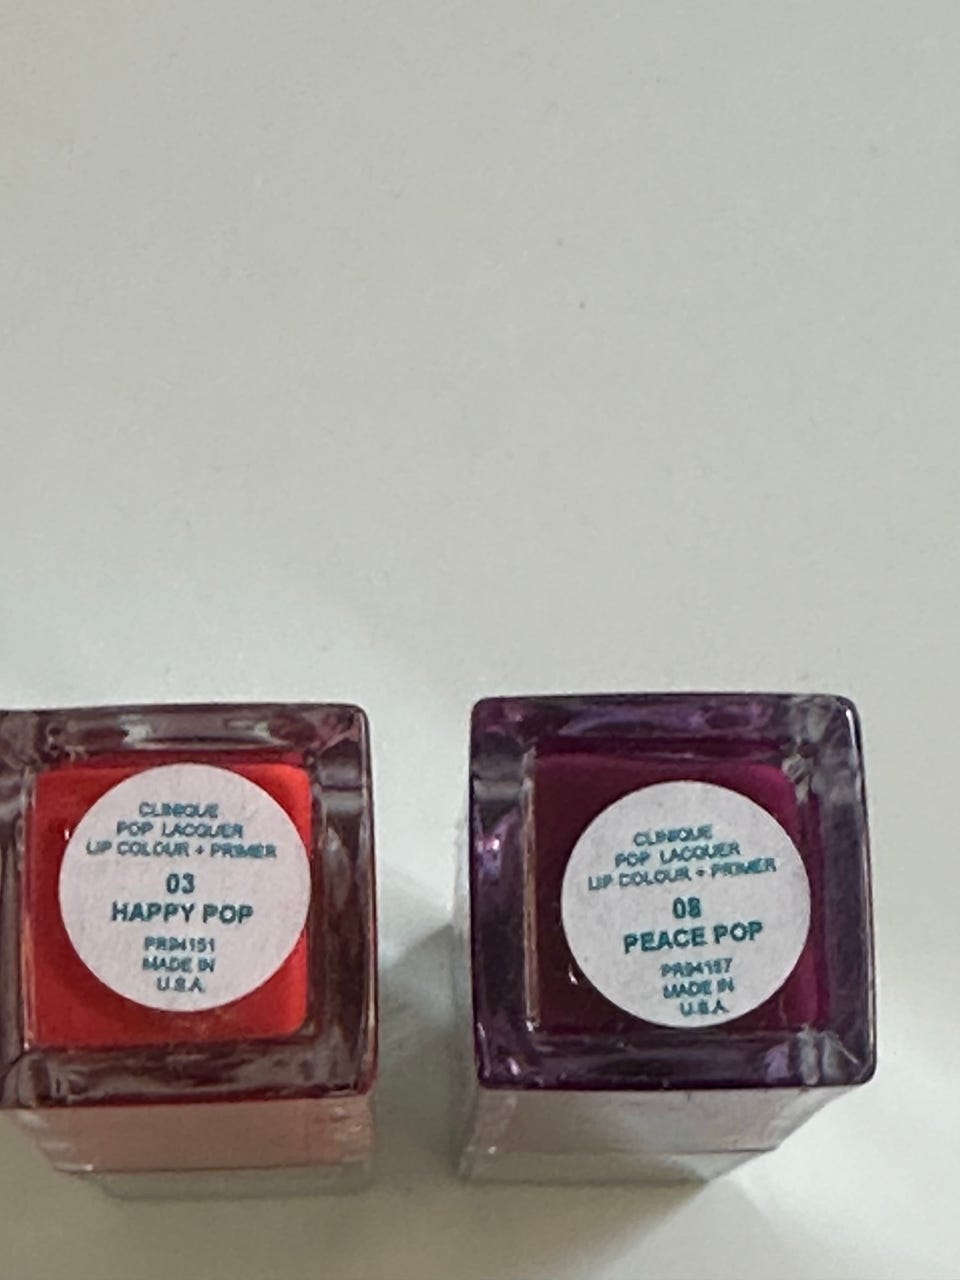 CLINIQUE
POP LACQUER
LIP COLOUR + PRIMER
03
HAPPY POP
PR94151
MADE IN
U.S.A.
CLINIQUE
POP LACQUER
LIP COLOUR + PRIMER
08
PEACE POP
PR94157
MADE IN
U.S.A.